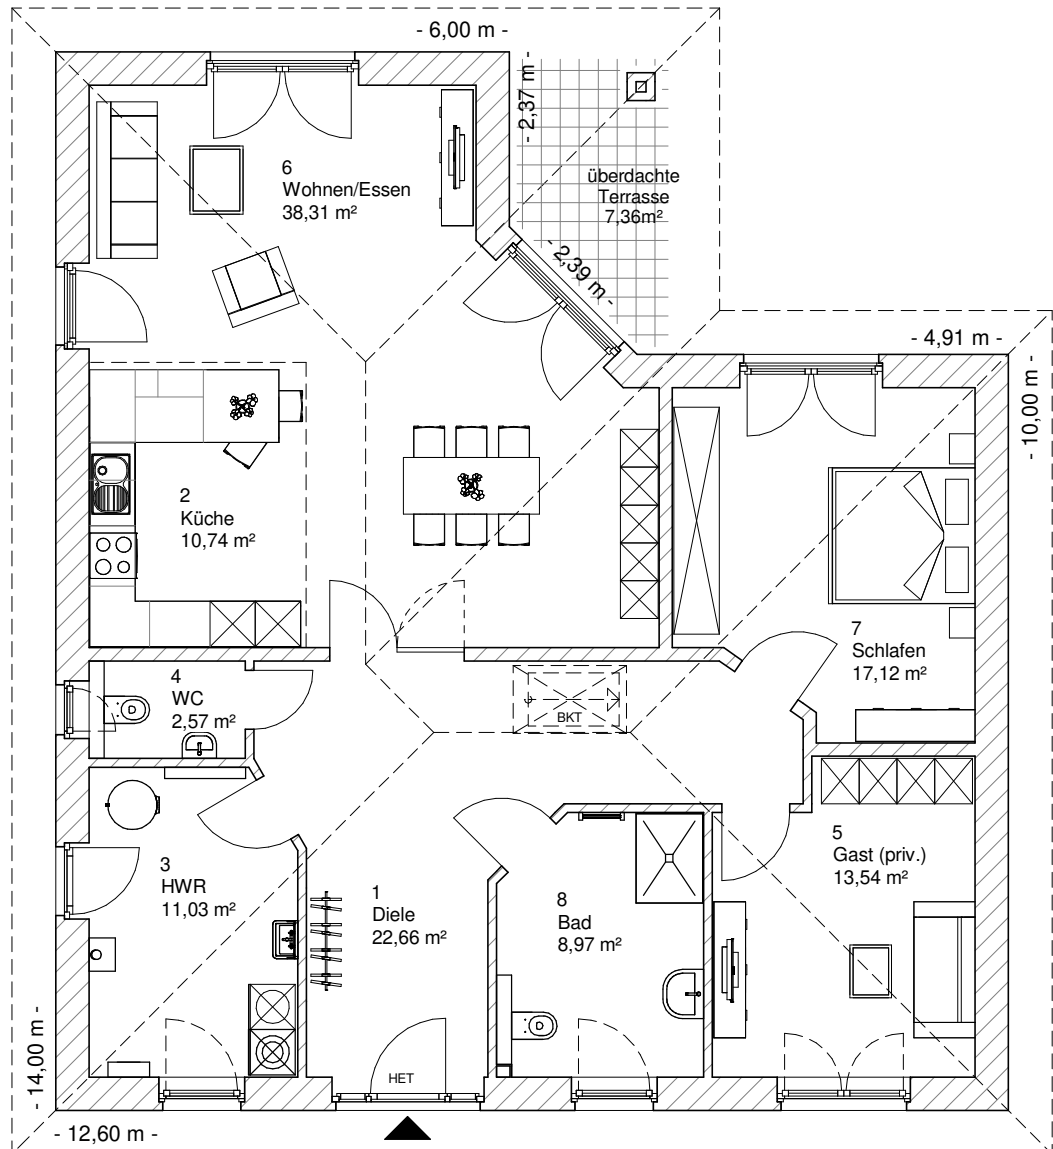 - 6,00 m -
- 2,37 m -
überdachte
Terrasse
7,36m²
6
Wohnen/Essen
38,31 m²
- 2,39 m -
- 4,91 m -
- 10,00 m -
2
Küche
10,74 m²
7
Schlafen
17,12 m²
4
WC
2,57 m²
BKT
3
HWR
11,03 m²
1
Diele
22,66 m²
8
Bad
8,97 m²
5
Gast (priv.)
13,54 m²
HET
- 14,00 m -
- 12,60 m -